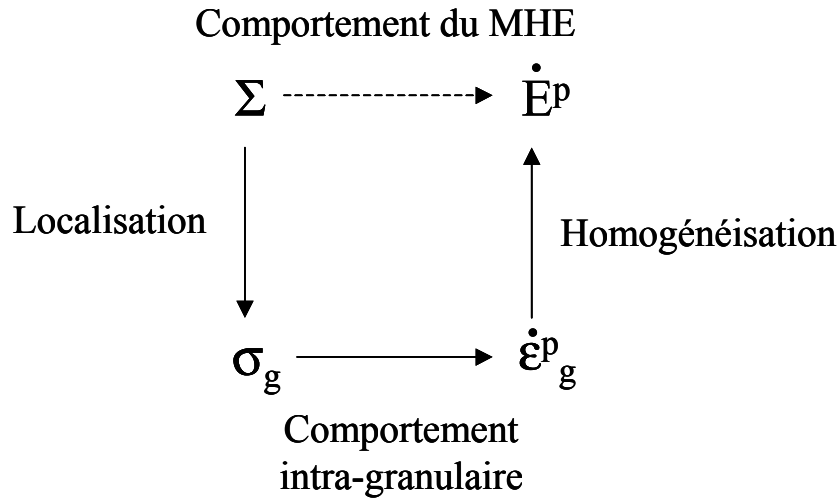 Comportement du MHE
Σ Ėᵖ
Localisation
Homogénéisation
σg ε̇ᵖg
Comportement
intra-granulaire